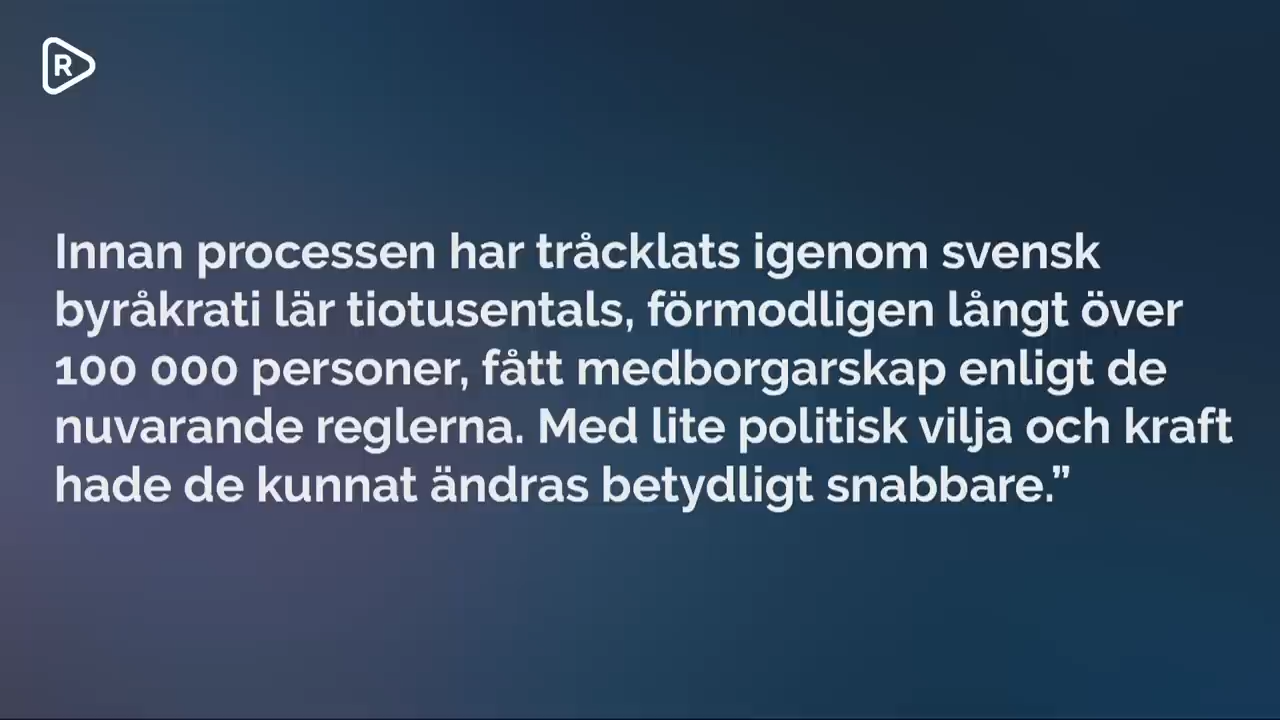 R
Innan processen har tråcklats igenom svensk
byråkrati lär tiotusentals, förmodligen långt över
100 000 personer, fått medborgarskap enligt de
nuvarande reglerna. Med lite politisk vilja och kraft
hade de kunnat ändras betydligt snabbare.”